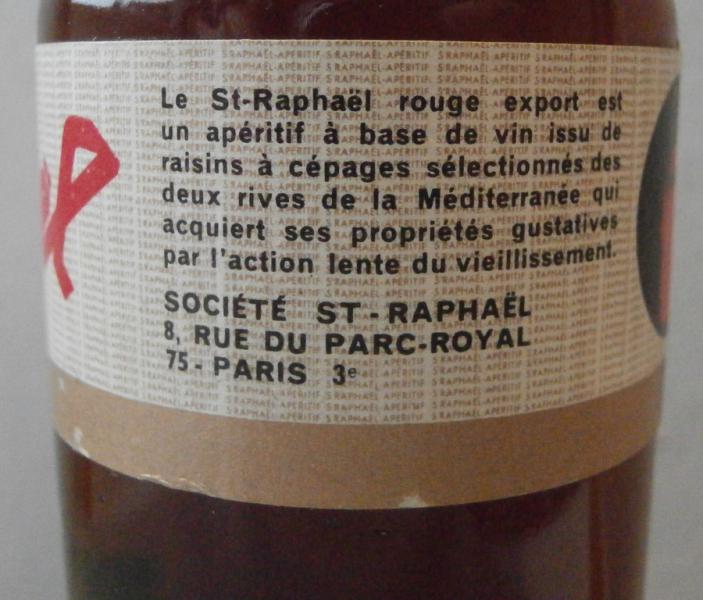 Le St-Raphaël rouge export est
un apéritif à base de vin issu de
raisins à cépages sélectionnés des
deux rives de la Méditerranée qui
acquiert ses propriétés gustatives
par l'action lente du vieillissement.
SOCIÉTÉ ST-RAPHAËL
8, RUE DU PARC-ROYAL
75- PARIS 3e